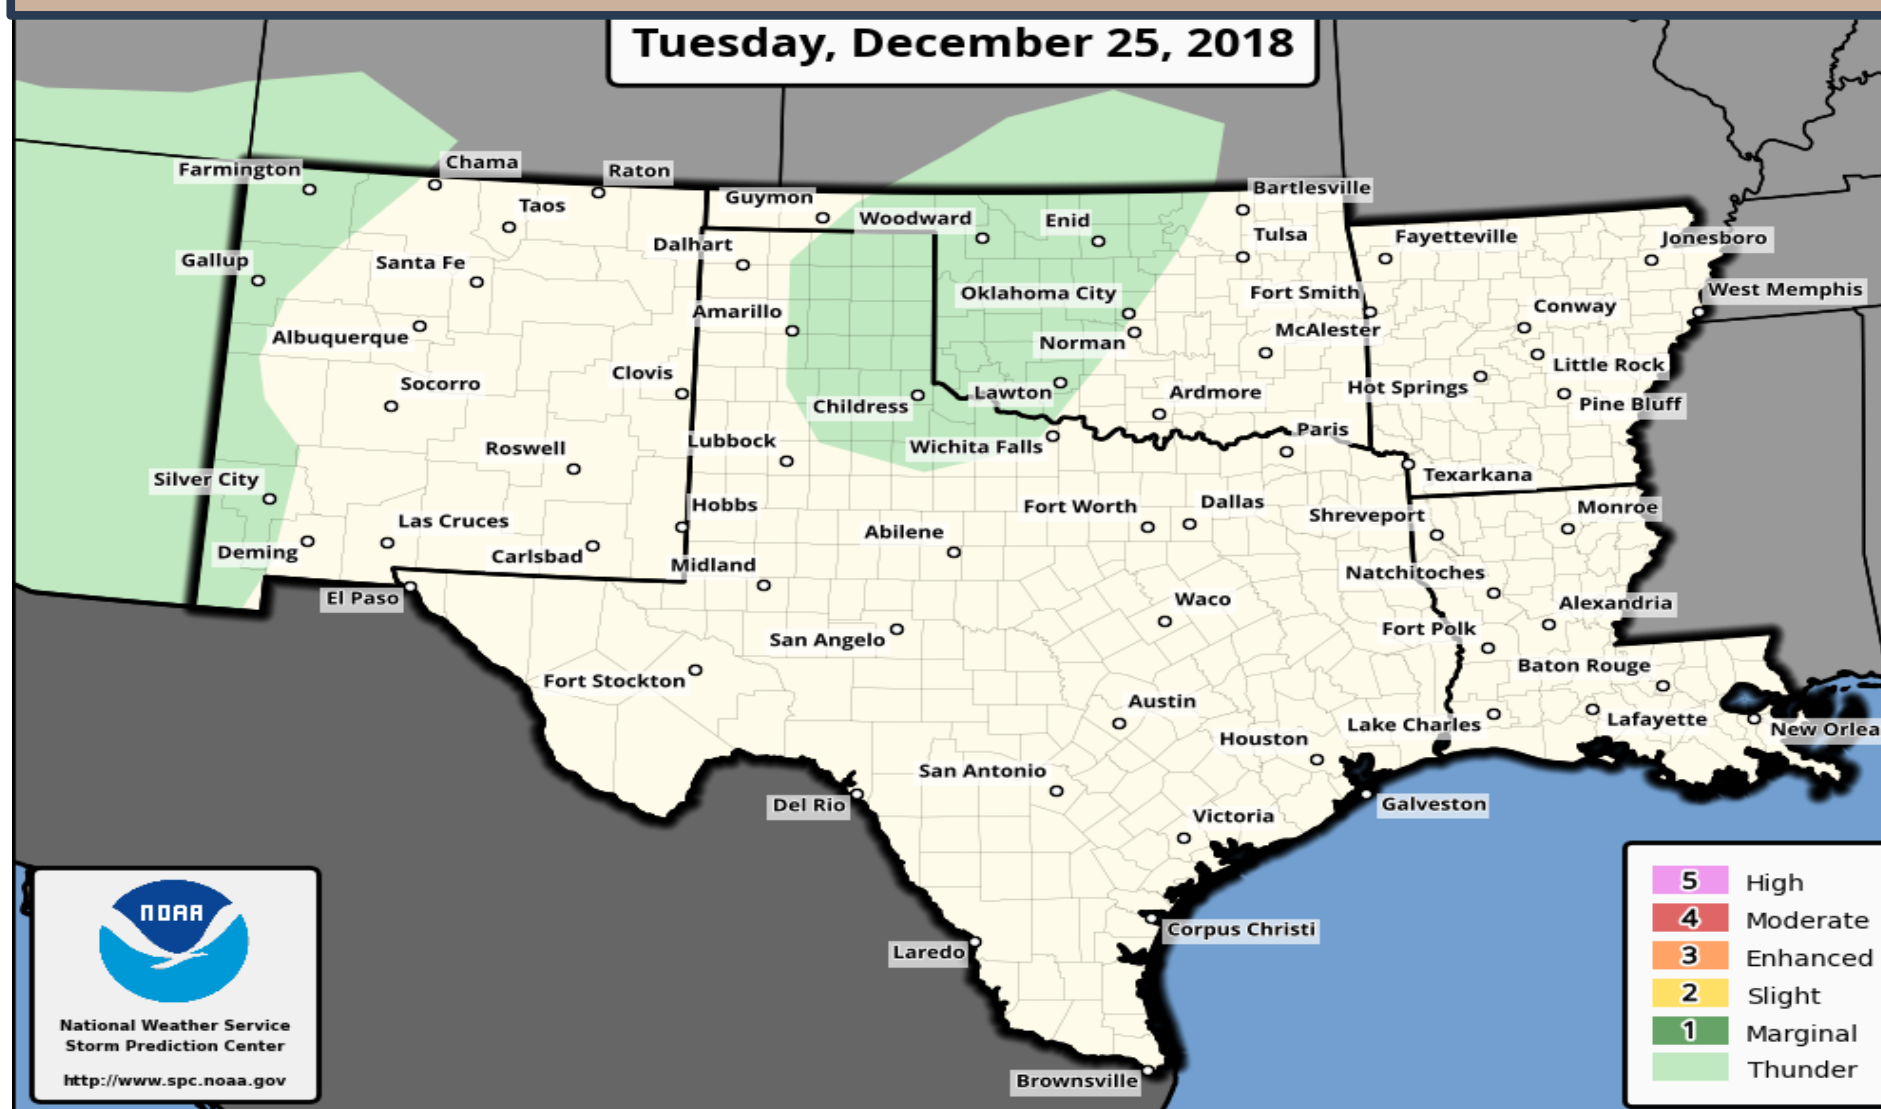 Tuesday, December 25, 2018
Farmington
Chama
Raton
Taos
Guymon
Woodward
Enid
Bartlesville
Tulsa
Fayetteville
Jonesboro
Gallup
Santa Fe
Dalhart
Oklahoma City
Fort Smith
West Memphis
Amarillo
Conway
Albuquerque
Norman
McAlester
Little Rock
Socorro
Clovis
Childress
Lawton
Ardmore
Hot Springs
Pine Bluff
Roswell
Lubbock
Wichita Falls
Paris
Texarkana
Silver City
Hobbs
Fort Worth
Dallas
Shreveport
Monroe
Las Cruces
Abilene
Deming
Carlsbad
Midland
Natchitoches
El Paso
Waco
Alexandria
San Angelo
Fort Polk
Fort Stockton
Baton Rouge
Austin
Lake Charles
Lafayette
New Orlea
Houston
San Antonio
Del Rio
Galveston
Victoria
Corpus Christi
Laredo
Brownsville
NOAA
National Weather Service
Storm Prediction Center
http://www.spc.noaa.gov
5 High
4 Moderate
3 Enhanced
2 Slight
1 Marginal
Thunder